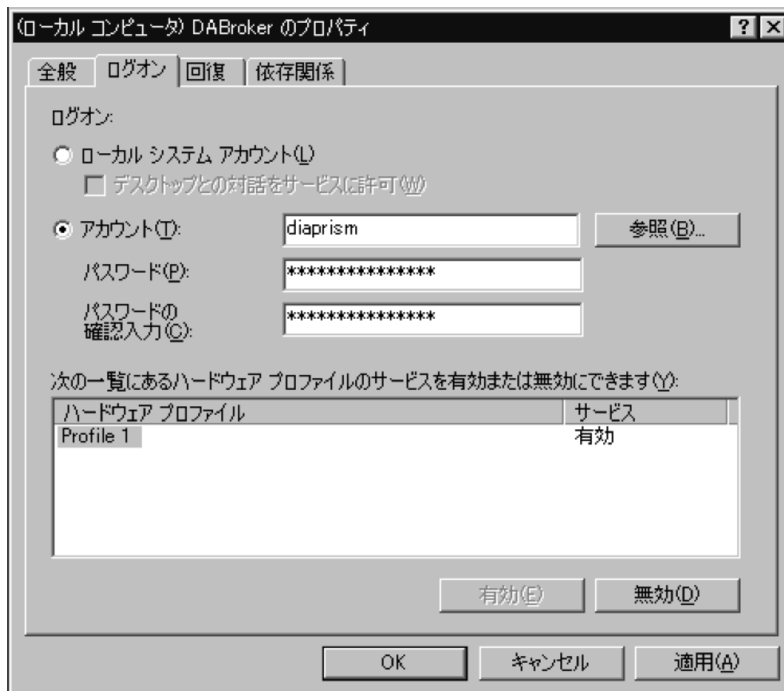 (ローカル コンピュータ) DABroker のプロパティ
全般 ログオン 回復 依存関係
ログオン:
ローカル システム アカウント(L)
デスクトップとの対話をサービスに許可(W)
アカウント(T): diaprism 参照(B)...
パスワード(P): ***************
パスワードの
確認入力(C): ***************
次の一覧にあるハードウェア プロファイルのサービスを有効または無効にできます(Y):
ハードウェア プロファイル サービス
Profile 1 有効
有効(E) 無効(D)
OK キャンセル 適用(A)